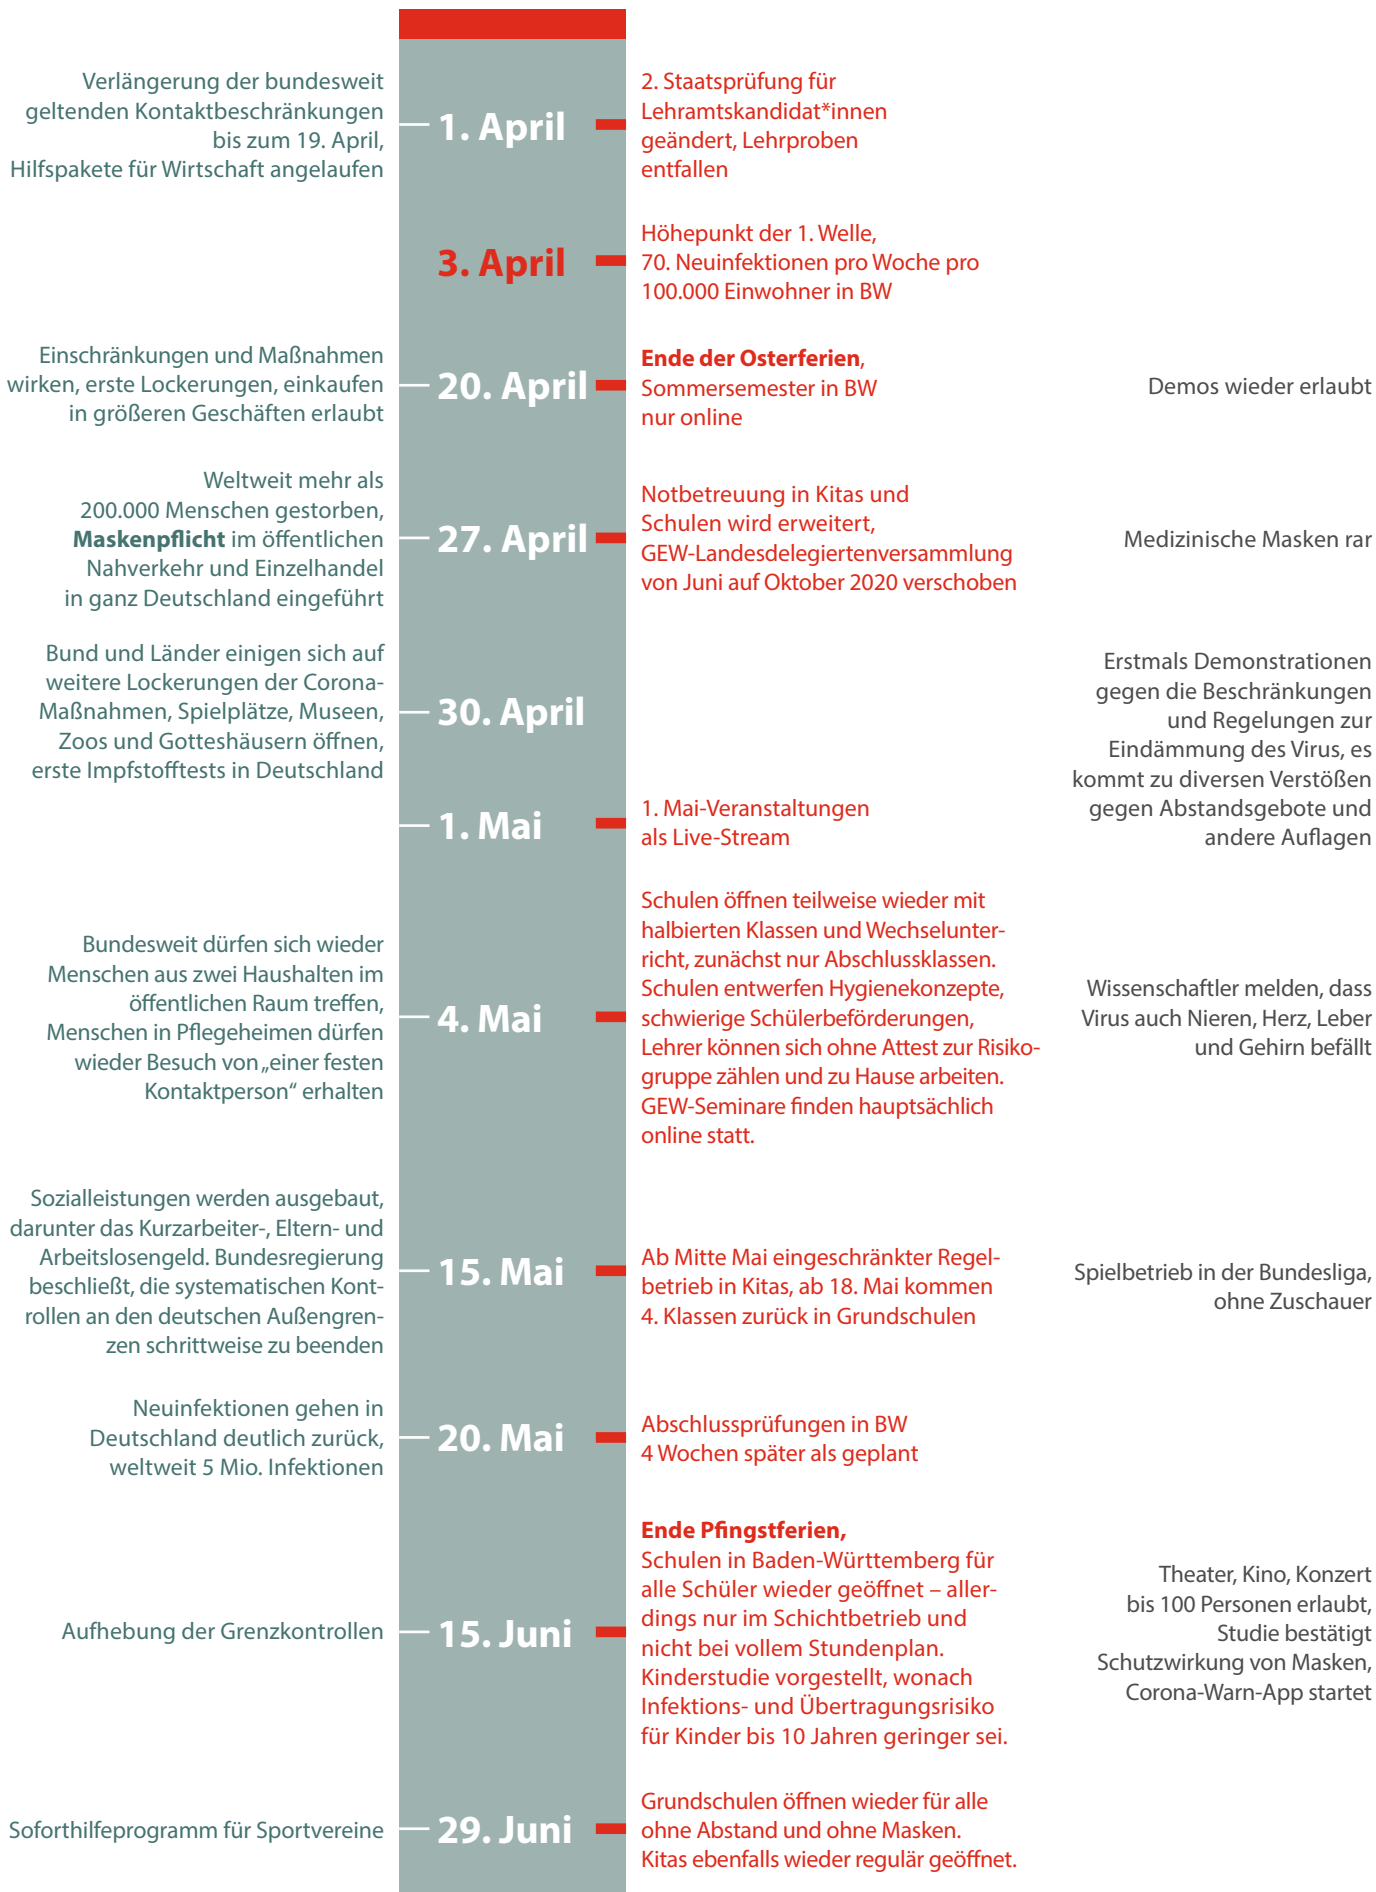 Verlängerung der bundesweit
geltenden Kontaktbeschränkungen
bis zum 19. April,
Hilfspakete für Wirtschaft angelaufen
1. April
2. Staatsprüfung für
Lehramtskandidat*innen
geändert, Lehrproben
entfallen
3. April
Höhepunkt der 1. Welle,
70. Neuinfektionen pro Woche pro
100.000 Einwohner in BW
Einschränkungen und Maßnahmen
wirken, erste Lockerungen, einkaufen
in größeren Geschäften erlaubt
20. April
Ende der Osterferien,
Sommersemester in BW
nur online
Demos wieder erlaubt
Weltweit mehr als
200.000 Menschen gestorben,
Maskenpflicht im öffentlichen
Nahverkehr und Einzelhandel
in ganz Deutschland eingeführt
27. April
Notbetreuung in Kitas und
Schulen wird erweitert,
GEW-Landesdelegiertenversammlung
von Juni auf Oktober 2020 verschoben
Medizinische Masken rar
Bund und Länder einigen sich auf
weitere Lockerungen der Corona-
Maßnahmen, Spielplätze, Museen,
Zoos und Gotteshäusern öffnen,
erste Impfstofftests in Deutschland
30. April
Erstmals Demonstrationen
gegen die Beschränkungen
und Regelungen zur
Eindämmung des Virus, es
kommt zu diversen Verstößen
gegen Abstandsgebote und
andere Auflagen
1. Mai
1. Mai-Veranstaltungen
als Live-Stream
Bundesweit dürfen sich wieder
Menschen aus zwei Haushalten im
öffentlichen Raum treffen,
Menschen in Pflegeheimen dürfen
wieder Besuch von „einer festen
Kontaktperson“ erhalten
4. Mai
Schulen öffnen teilweise wieder mit
halbierten Klassen und Wechselunter-
richt, zunächst nur Abschlussklassen.
Schulen entwerfen Hygienekonzepte,
schwierige Schülerbeförderungen,
Lehrer können sich ohne Attest zur Risiko-
gruppe zählen und zu Hause arbeiten.
GEW-Seminare finden hauptsächlich
online statt.
Wissenschaftler melden, dass
Virus auch Nieren, Herz, Leber
und Gehirn befällt
Sozialleistungen werden ausgebaut,
darunter das Kurzarbeiter-, Eltern- und
Arbeitslosengeld. Bundesregierung
beschließt, die systematischen Kont-
rollen an den deutschen Außengren-
zen schrittweise zu beenden
15. Mai
Ab Mitte Mai eingeschränkter Regel-
betrieb in Kitas, ab 18. Mai kommen
4. Klassen zurück in Grundschulen
Spielbetrieb in der Bundesliga,
ohne Zuschauer
Neuinfektionen gehen in
Deutschland deutlich zurück,
weltweit 5 Mio. Infektionen
20. Mai
Abschlussprüfungen in BW
4 Wochen später als geplant
Aufhebung der Grenzkontrollen
15. Juni
Ende Pfingstferien,
Schulen in Baden-Württemberg für
alle Schüler wieder geöffnet – aller-
dings nur im Schichtbetrieb und
nicht bei vollem Stundenplan.
Kinderstudie vorgestellt, wonach
Infektions- und Übertragungsrisiko
für Kinder bis 10 Jahren geringer sei.
Theater, Kino, Konzert
bis 100 Personen erlaubt,
Studie bestätigt
Schutzwirkung von Masken,
Corona-Warn-App startet
Soforthilfeprogramm für Sportvereine
29. Juni
Grundschulen öffnen wieder für alle
ohne Abstand und ohne Masken.
Kitas ebenfalls wieder regulär geöffnet.